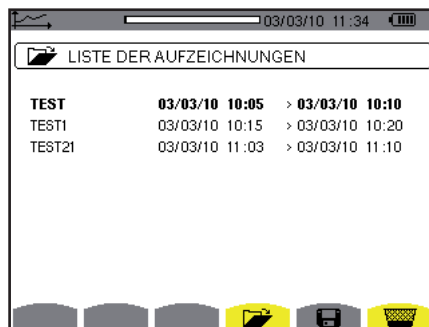 03/03/10 11:34
LISTE DER AUFZEICHNUNGEN
TEST 03/03/10 10:05 > 03/03/10 10:10
TEST1 03/03/10 10:15 > 03/03/10 10:20
TEST21 03/03/10 11:03 > 03/03/10 11:10